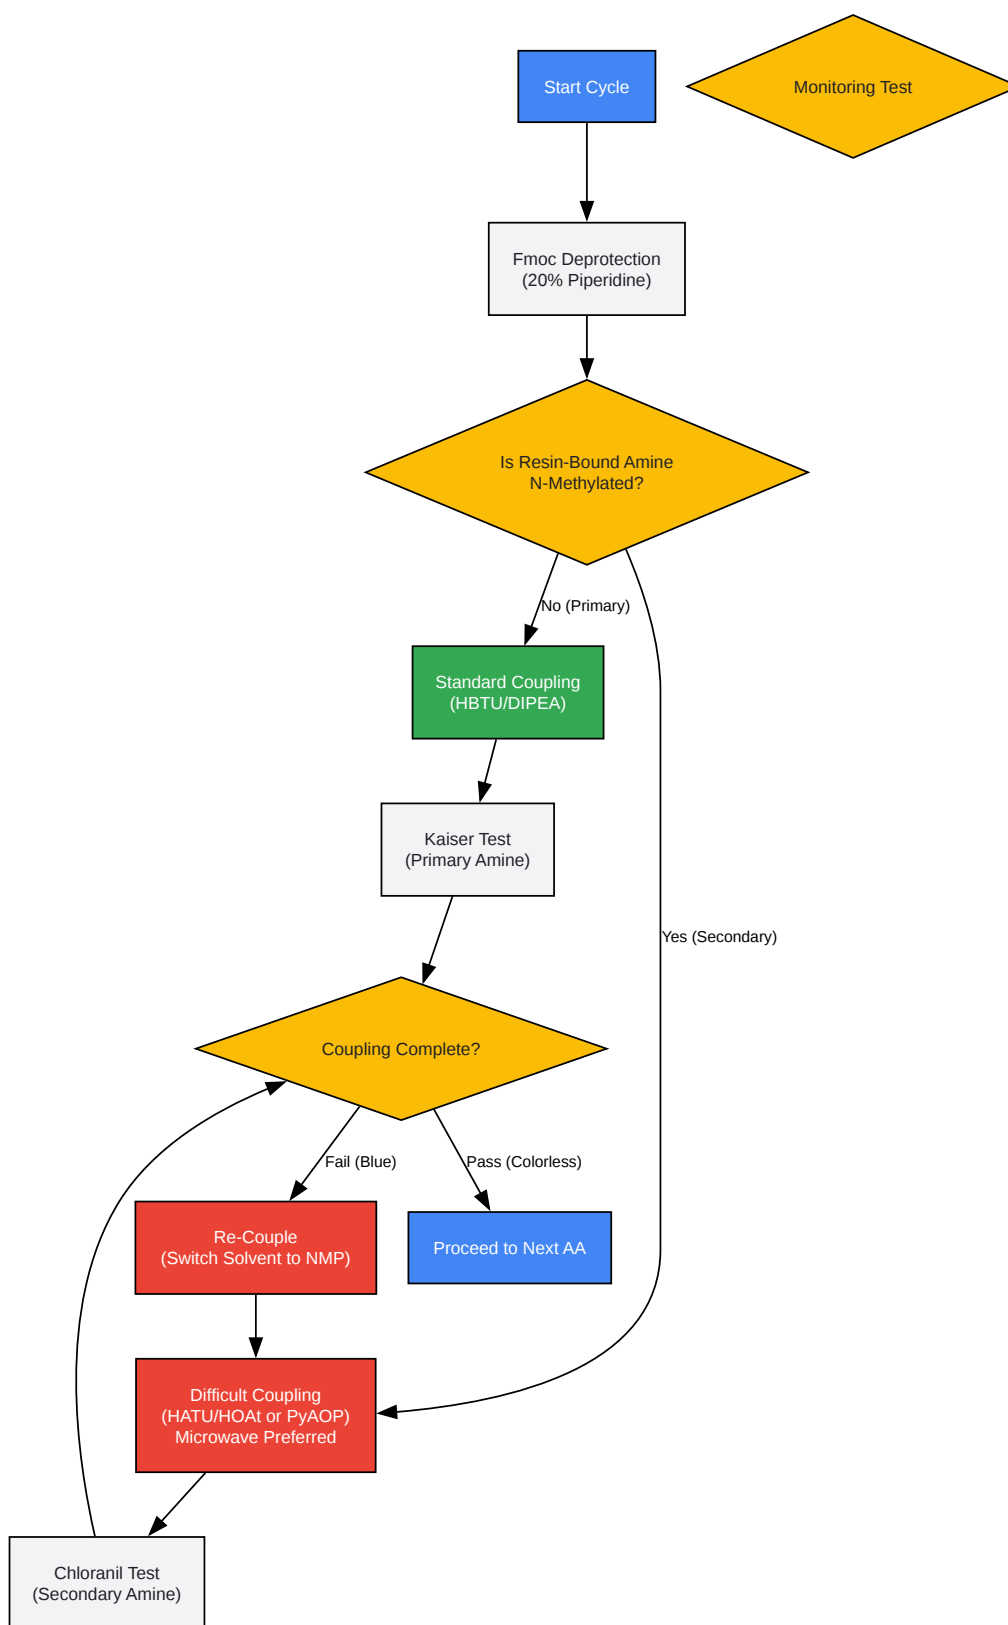 Start Cycle
Monitoring Test
Fmoc Deprotection
(20% Piperidine)
Is Resin-Bound Amine
N-Methylated?
No (Primary)
Standard Coupling
(HBTU/DIPEA)
Kaiser Test
(Primary Amine)
Yes (Secondary)
Coupling Complete?
Fail (Blue)
Pass (Colorless)
Re-Couple
(Switch Solvent to NMP)
Proceed to Next AA
Difficult Coupling
(HATU/HOAt or PyAOP)
Microwave Preferred
Chloranil Test
(Secondary Amine)